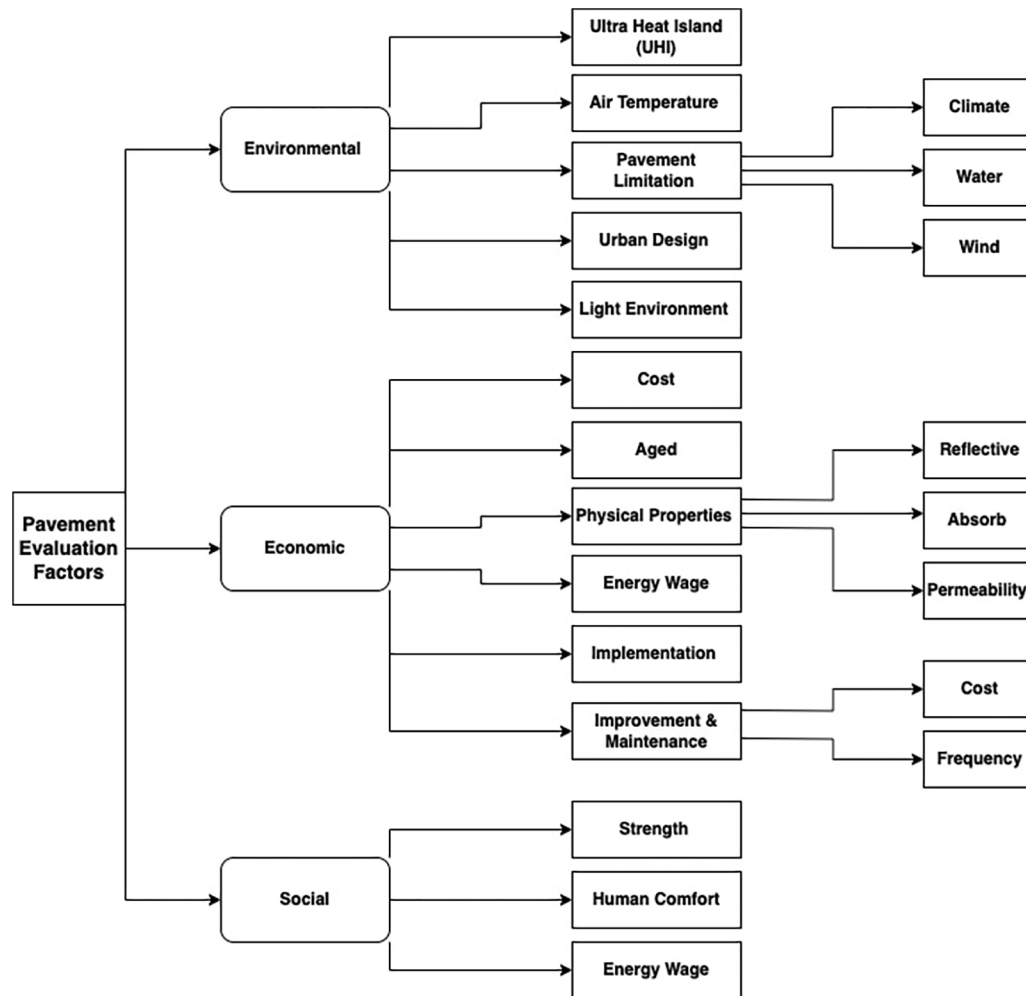 Ultra Heat Island
(UHI)
Air Temperature
Climate
Environmental
Pavement
Limitation
Water
Urban Design
Wind
Light Environment
Cost
Aged
Reflective
Pavement
Evaluation
Factors
Economic
Physical Properties
Absorb
Energy Wage
Permeability
Implementation
Cost
Improvement &
Maintenance
Frequency
Strength
Social
Human Comfort
Energy Wage